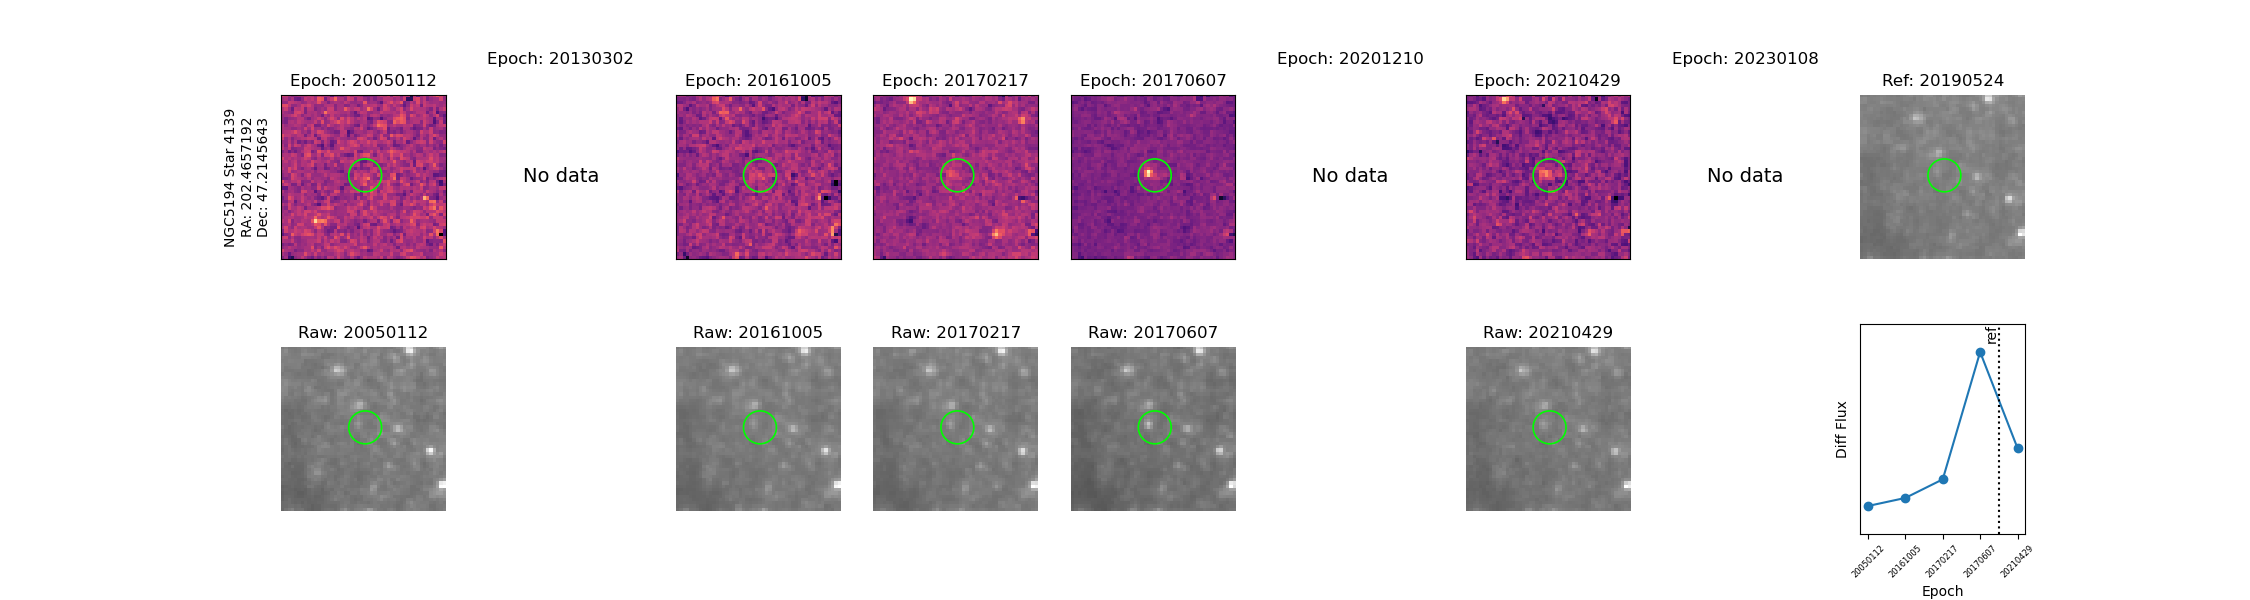 Epoch: 20130302
Epoch: 20201210
Epoch: 20230108
Epoch: 20050112
Epoch: 20161005
Epoch: 20170217
Epoch: 20170607
Epoch: 20210429
Ref: 20190524
NGC5194 Star 4139
RA: 202.4657192
Dec: 47.2145643
No data
No data
No data
Raw: 20050112
Raw: 20161005
Raw: 20170217
Raw: 20170607
Raw: 20210429
ref
Diff Flux
20050112
20161005
20170217
20170607
20210429
Epoch